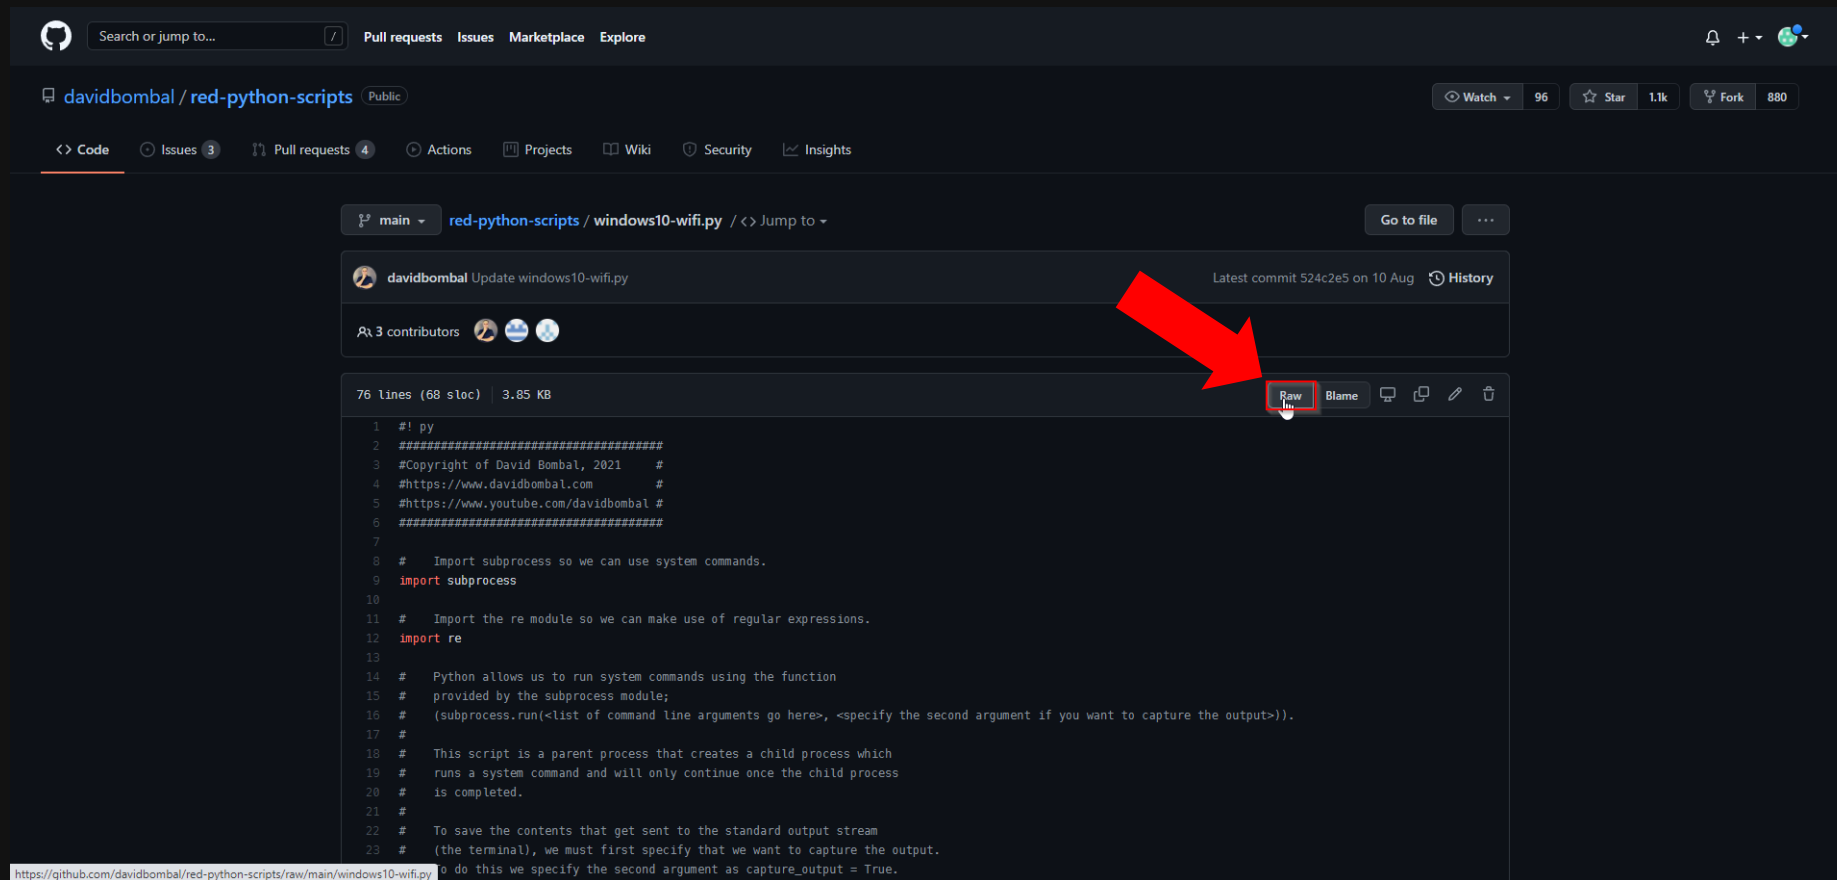 Search or jump to... / Pull requests Issues Marketplace Explore
davidbombal / red-python-scripts Public Watch 96 Star 1.1k Fork 880
Code Issues 3 Pull requests 4 Actions Projects Wiki Security Insights
main red-python-scripts / windows10-wifi.py / <> Jump to Go to file ...
davidbombal Update windows10-wifi.py Latest commit 524c2e5 on 10 Aug History
3 contributors
76 lines (68 sloc) 3.85 KB Raw Blame
1 #! py
2 ######################################
3 #Copyright of David Bombal, 2021     #
4 #https://www.davidbombal.com         #
5 #https://www.youtube.com/davidbombal #
6 ######################################
7
8 #    Import subprocess so we can use system commands.
9 import subprocess
10
11 #    Import the re module so we can make use of regular expressions.
12 import re
13
14 #    Python allows us to run system commands using the function
15 #    provided by the subprocess module;
16 #    (subprocess.run(<list of command line arguments go here>, <specify the second argument if you want to capture the output>)).
17 #
18 #    This script is a parent process that creates a child process which
19 #    runs a system command and will only continue once the child process
20 #    is completed.
21 #
22 #    To save the contents that get sent to the standard output stream
23 #    (the terminal), we must first specify that we want to capture the output.
o do this we specify the second argument as capture_output = True.
https://github.com/davidbombal/red-python-scripts/raw/main/windows10-wifi.py